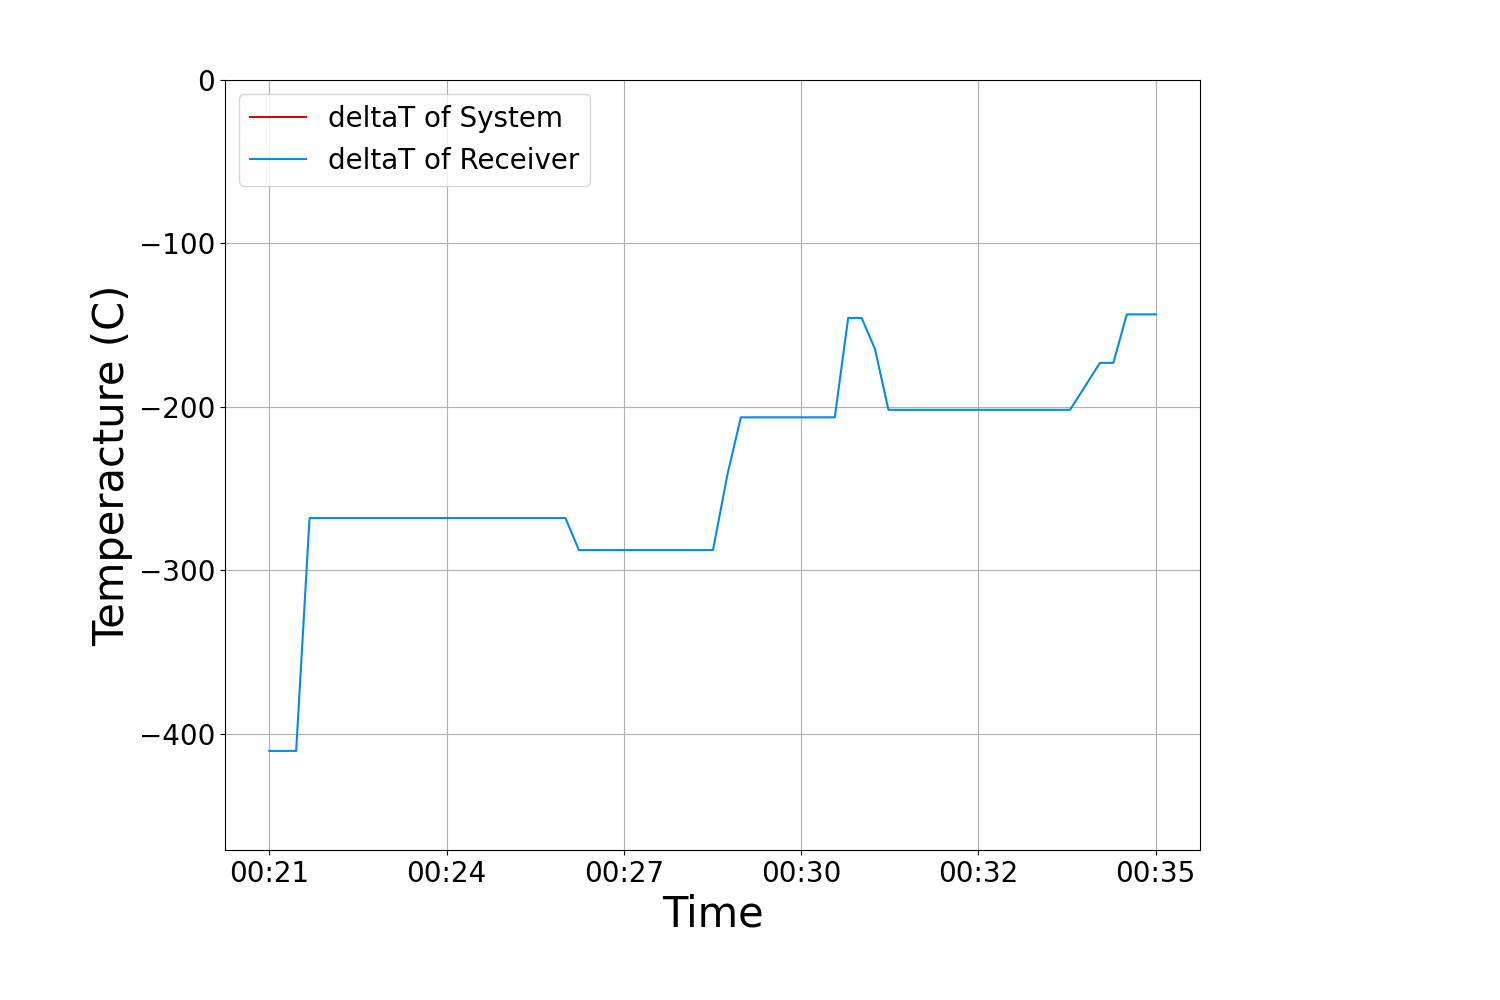 deltaT of System
deltaT of Receiver
Temperacture (C)
0
−100
−200
−300
−400
00:21 00:24 00:27 00:30 00:32 00:35
Time